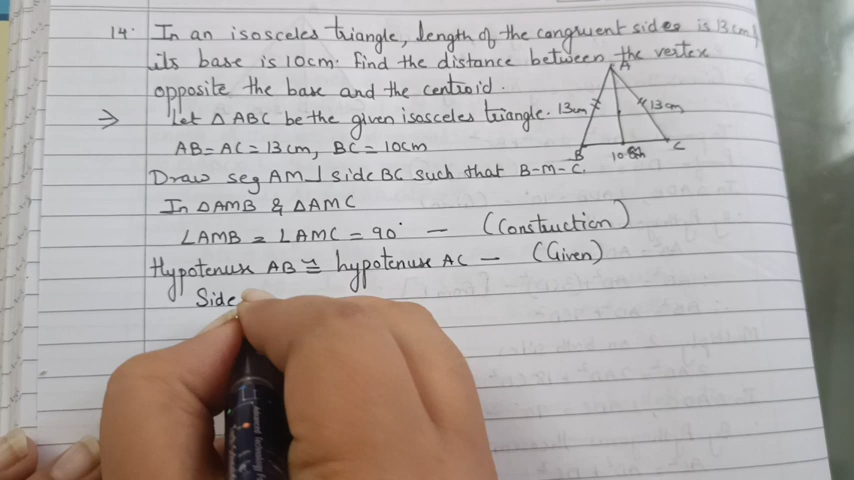 14. In an isosceles triangle, length of the congruent sides is 13cm,
its base is 10cm. Find the distance between the vertex
opposite the base and the centroid.
A
⇒ Let △ABC be the given isosceles triangle. 13cm 13cm
AB = AC = 13cm, BC = 10cm
B M C
Draw seg AM ⊥ side BC such that B-M-C.
In △AMB & △AMC
∠AMB = ∠AMC = 90° — (Construction)
Hypotenuse AB ≅ hypotenuse AC — (Given)
Side